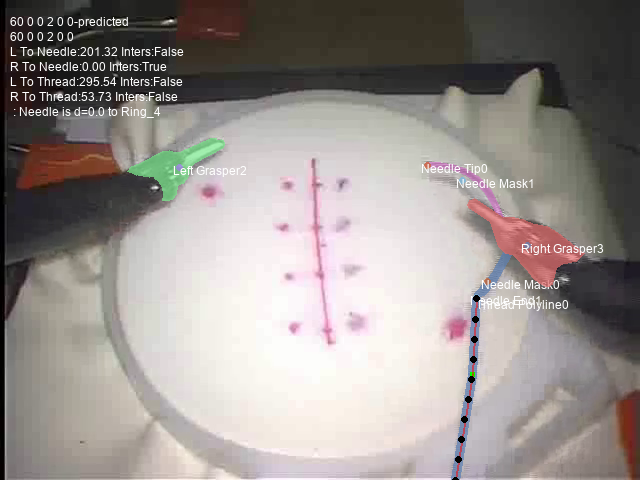 60 0 0 2 0 0-predicted
60 0 0 2 0 0
L To Needle:201.32 Inters:False
R To Needle:0.00 Inters:True
L To Thread:295.54 Inters:False
R To Thread:53.73 Inters:False
: Needle is d=0.0 to Ring_4
Needle Tip0
Left Grasper2
Needle Mask1
Right Grasper3
Needle Mask0
Needle End1
Thread Polyline0